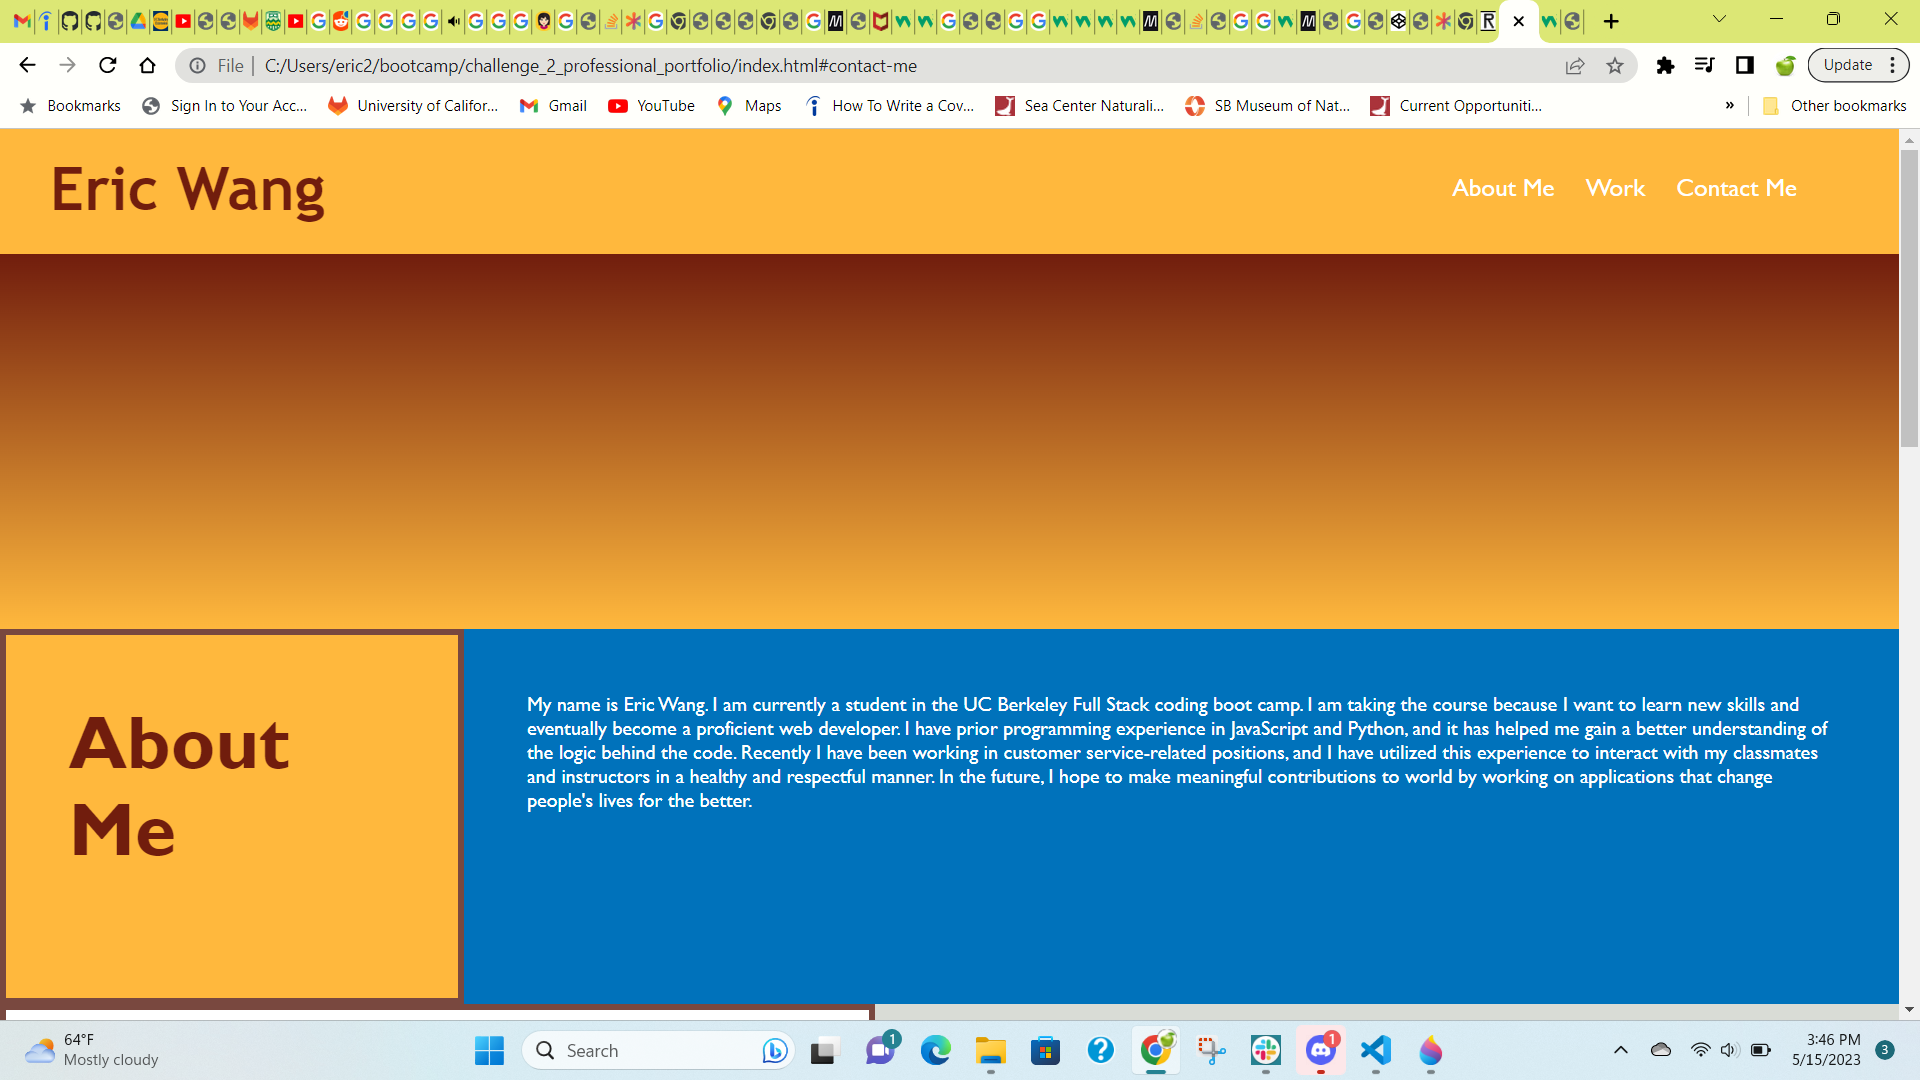 File
C:/Users/eric2/bootcamp/challenge_2_professional_portfolio/index.html#contact-me
Update
Bookmarks
Sign In to Your Acc...
University of Califor...
Gmail
YouTube
Maps
How To Write a Cov...
Sea Center Naturali...
SB Museum of Nat...
Current Opportuniti...
»
Other bookmarks
Eric Wang
About Me
Work
Contact Me
About
Me
My name is Eric Wang. I am currently a student in the UC Berkeley Full Stack coding boot camp. I am taking the course because I want to learn new skills and
eventually become a proficient web developer. I have prior programming experience in JavaScript and Python, and it has helped me gain a better understanding of
the logic behind the code. Recently I have been working in customer service-related positions, and I have utilized this experience to interact with my classmates
and instructors in a healthy and respectful manner. In the future, I hope to make meaningful contributions to world by working on applications that change
people's lives for the better.
64°F
Mostly cloudy
Search
1
1
3:46 PM
5/15/2023
3